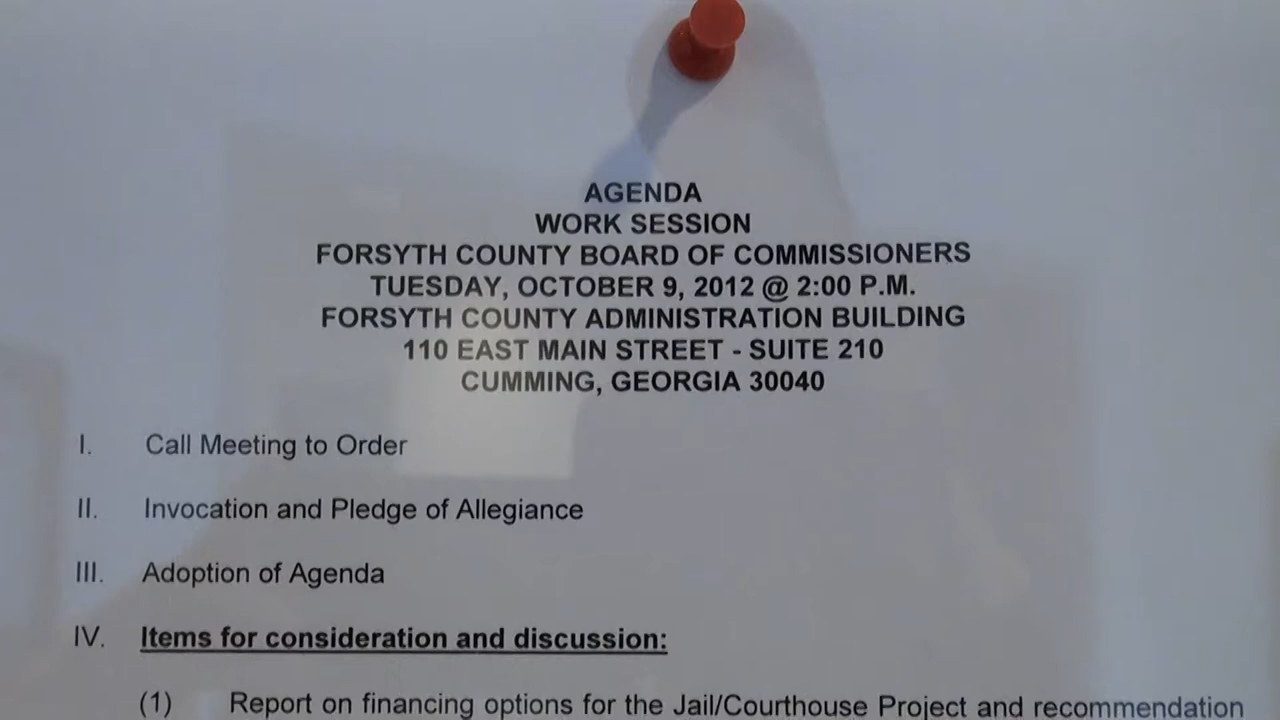 AGENDA
WORK SESSION
FORSYTH COUNTY BOARD OF COMMISSIONERS
TUESDAY, OCTOBER 9, 2012 @ 2:00 P.M.
FORSYTH COUNTY ADMINISTRATION BUILDING
110 EAST MAIN STREET - SUITE 210
CUMMING, GEORGIA 30040
I. Call Meeting to Order
II. Invocation and Pledge of Allegiance
III. Adoption of Agenda
IV. Items for consideration and discussion:
(1) Report on financing options for the Jail/Courthouse Project and recommendation